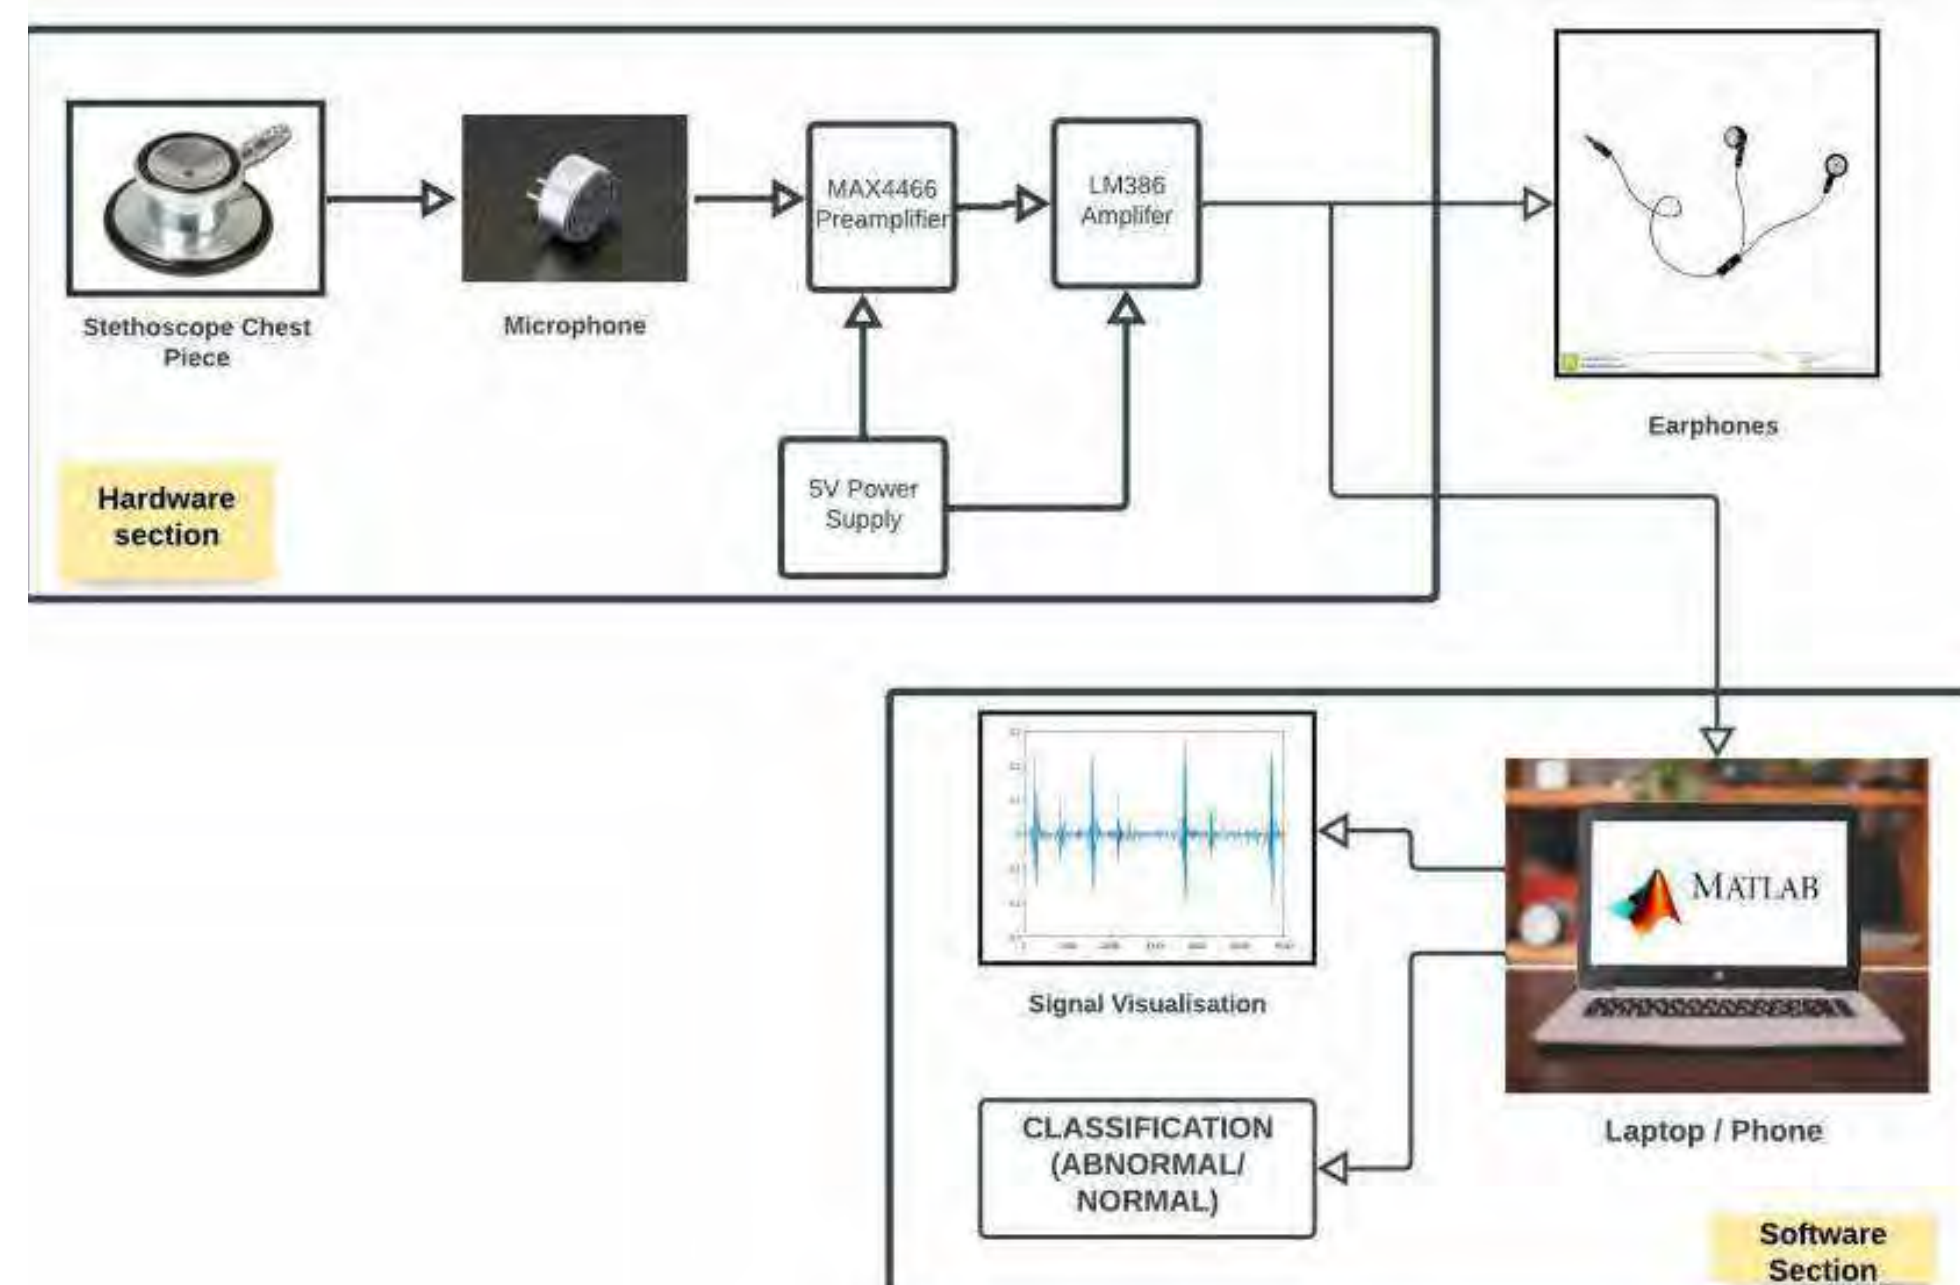 MAX4466
Preamplifier
LM386
Amplifer
Stethoscope Chest
Piece
Microphone
Earphones
Hardware
section
5V Power
Supply
MATLAB
Signal Visualisation
Laptop / Phone
CLASSIFICATION
(ABNORMAL/
NORMAL)
Software
Section